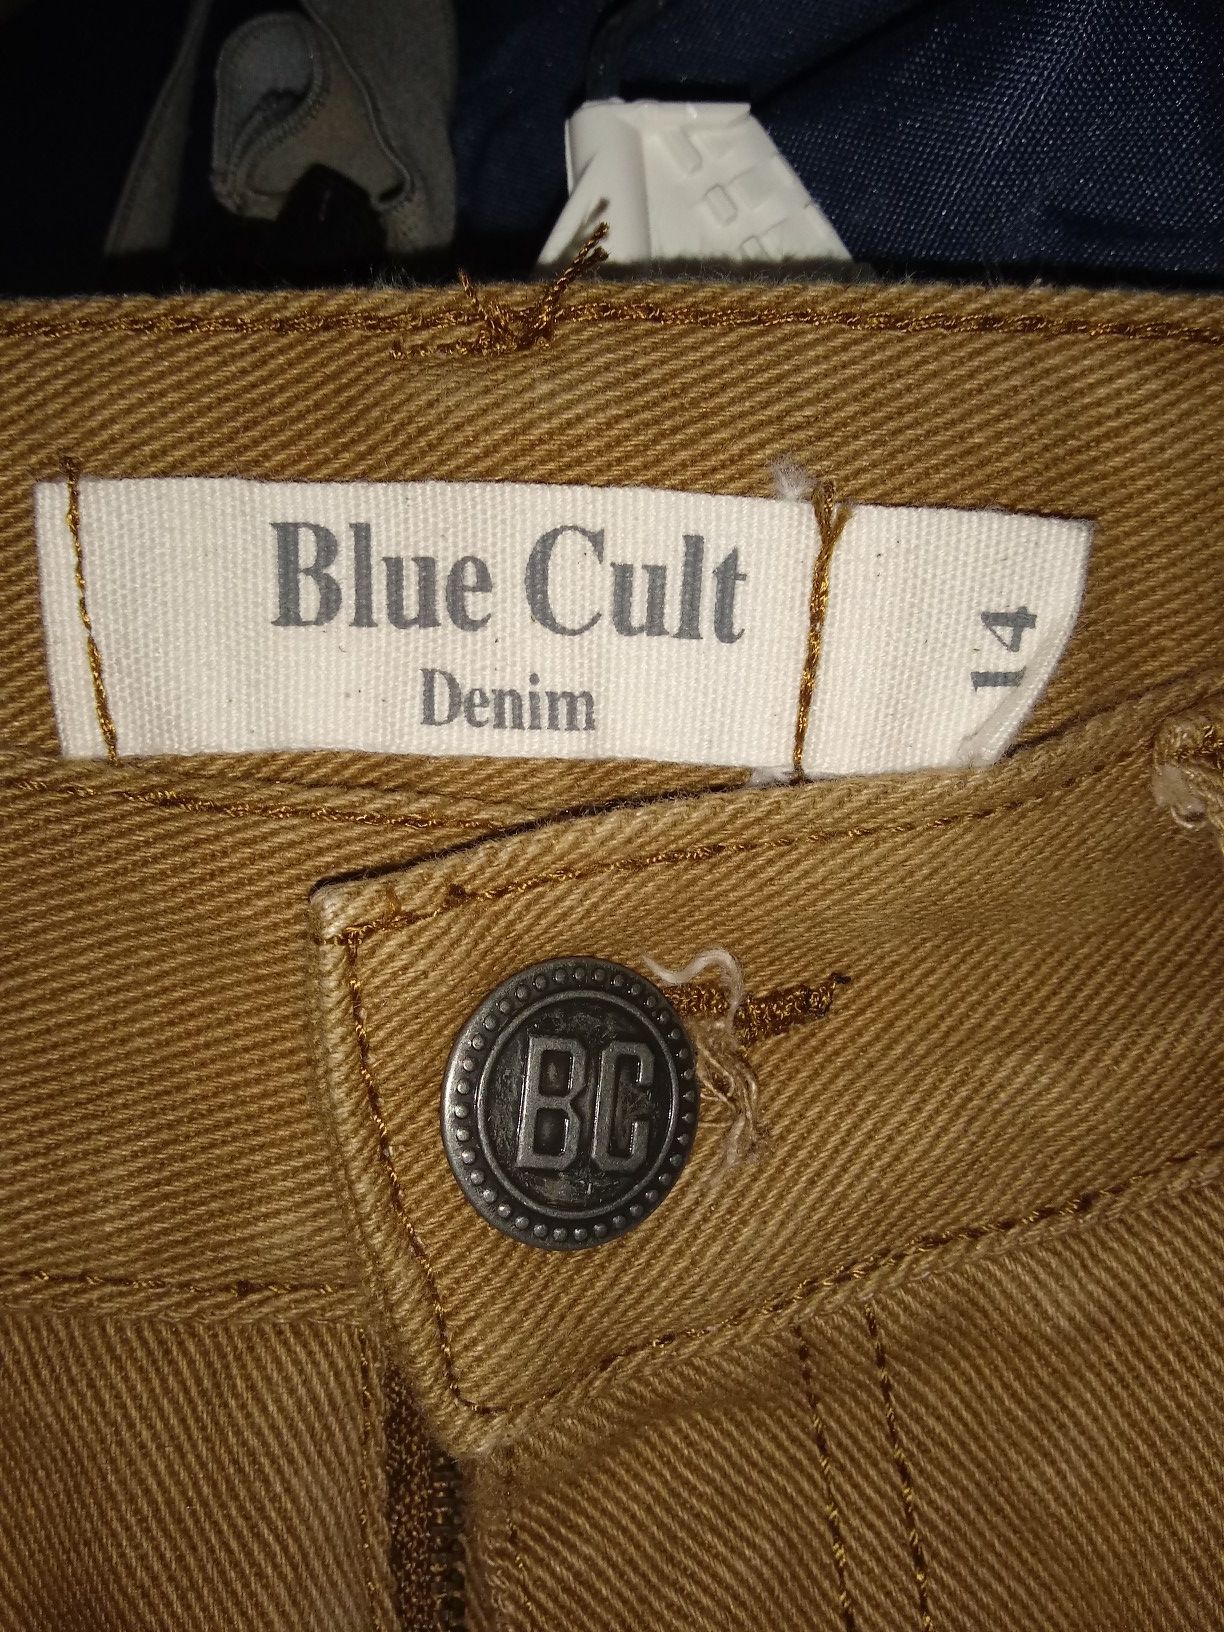 Blue Cult
Denim
14
BC